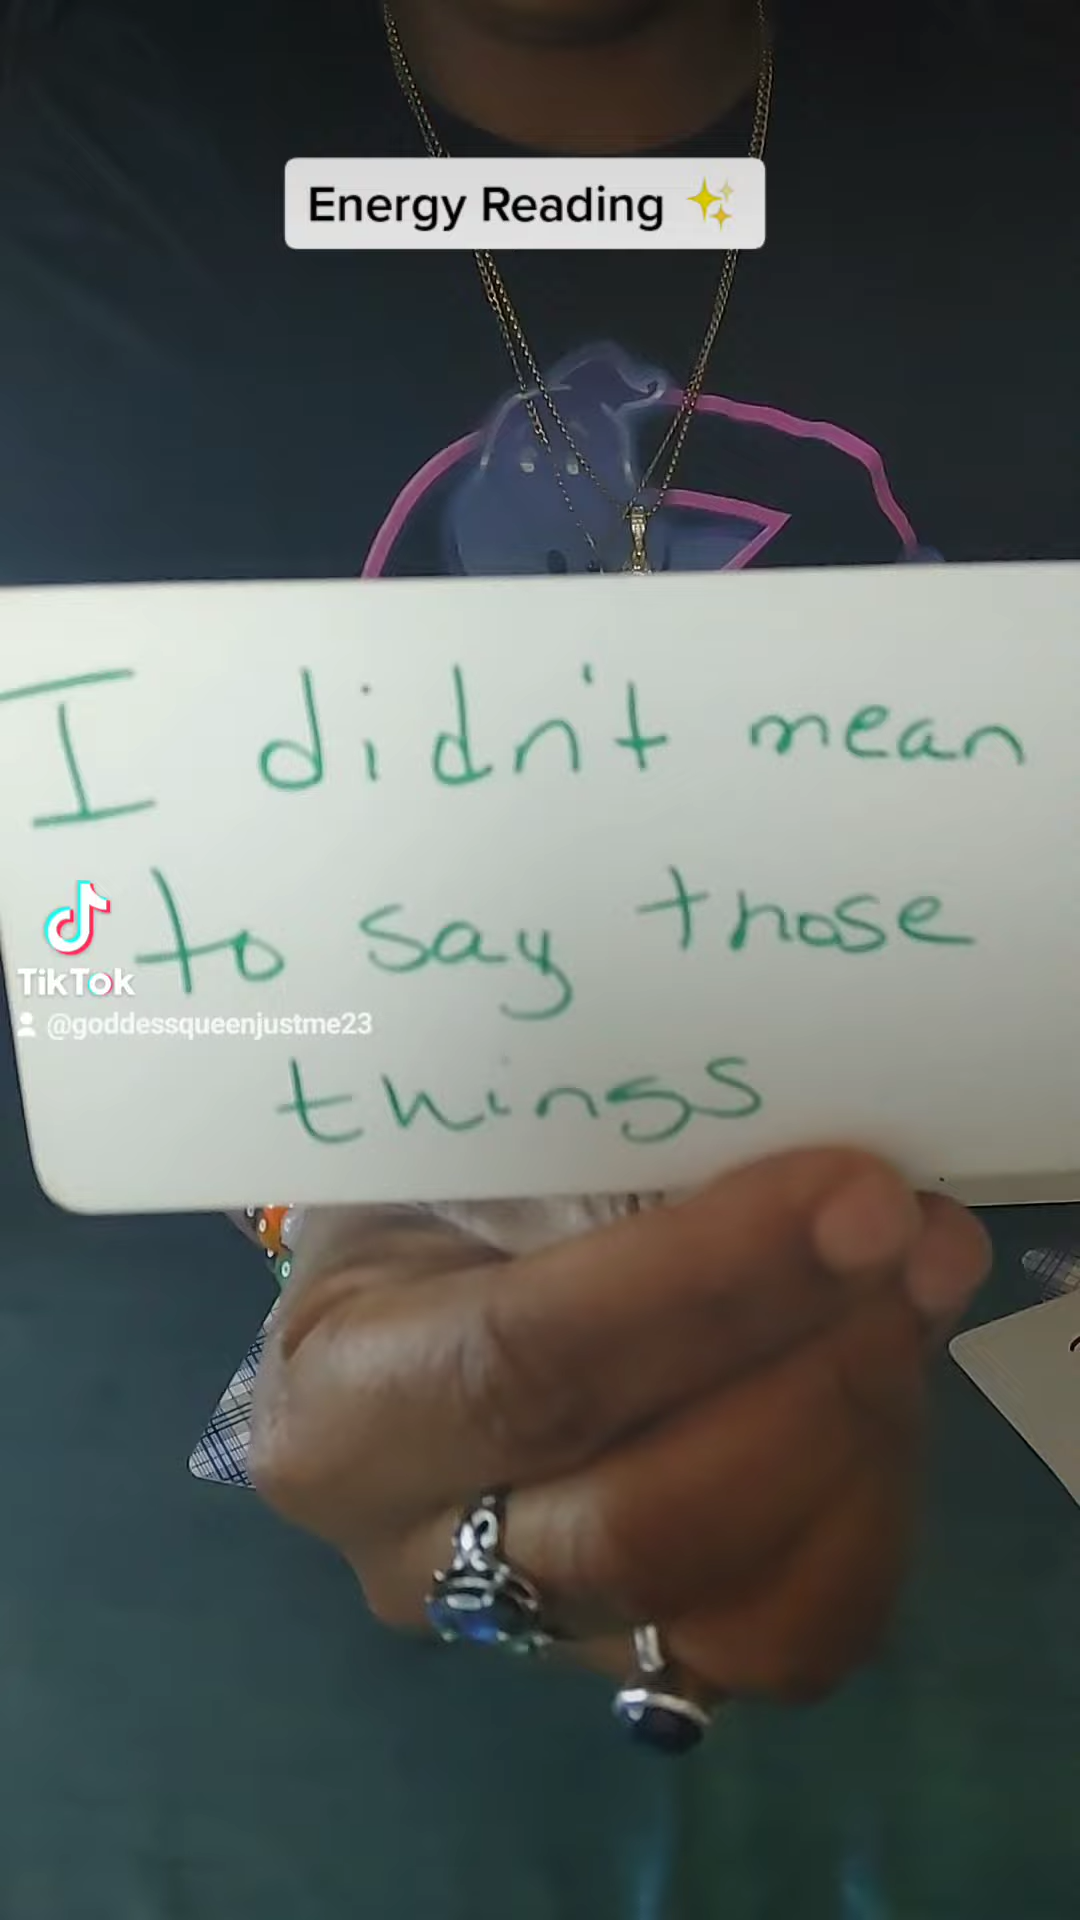 Energy Reading ✨
I didn't mean
to say those
things
TikTok
@goddessqueenjustme23